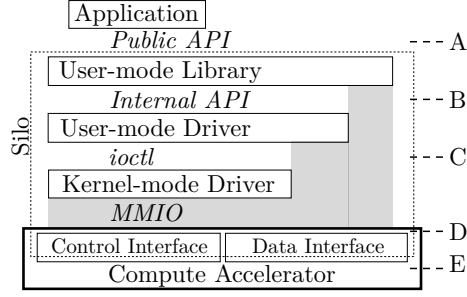 Application
Public API
A
User-mode Library
Internal API
B
User-mode Driver
Silo
ioctl
C
Kernel-mode Driver
MMIO
D
Control Interface
Data Interface
E
Compute Accelerator